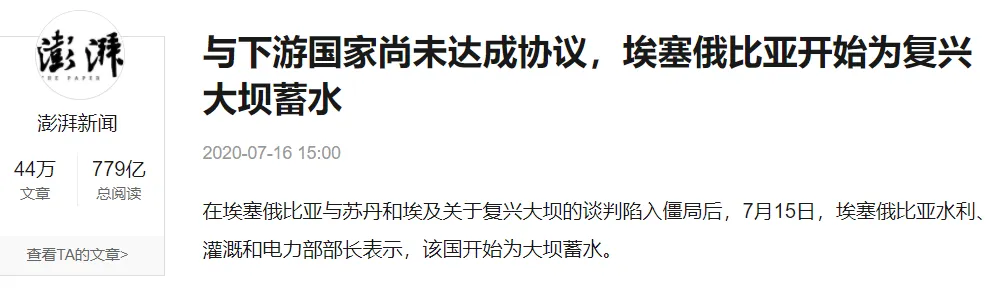 澎湃
THE PAPER
澎湃新闻
44万 779亿
文章 总阅读
查看TA的文章>
与下游国家尚未达成协议，埃塞俄比亚开始为复兴
大坝蓄水
2020-07-16 15:00
在埃塞俄比亚与苏丹和埃及关于复兴大坝的谈判陷入僵局后，7月15日，埃塞俄比亚水利、
灌溉和电力部部长表示，该国开始为大坝蓄水。